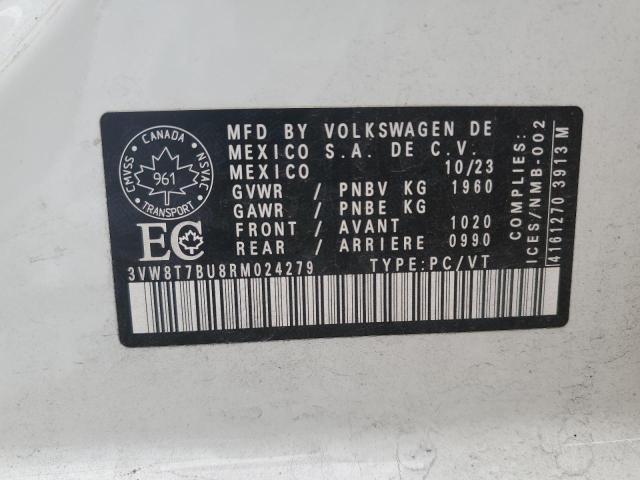 CANADA
CMVSS
NSVAC
961
TRANSPORT
EC
MFD BY VOLKSWAGEN DE
MEXICO S.A. DE C.V.
MEXICO 10/23
GVWR / PNBV KG 1960
GAWR / PNBE KG
FRONT / AVANT 1020
REAR / ARRIERE 0990
3VW8T7BU8RM024279 TYPE:PC/VT
COMPLIES:
ICES/NMB-002
4161270 3913 M